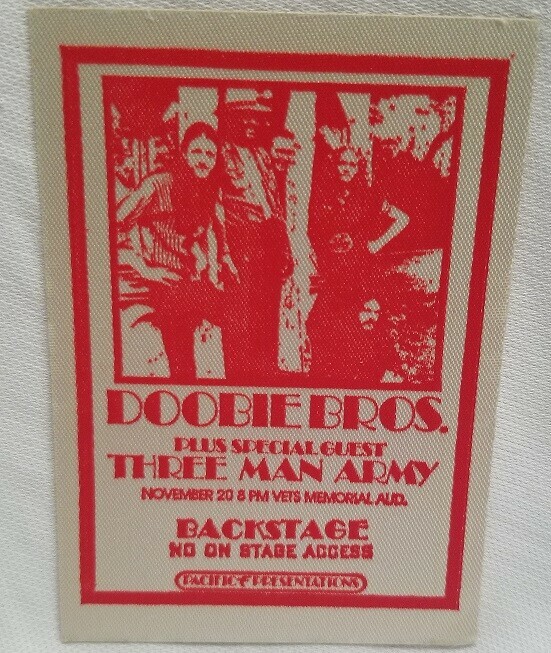 DOOBIE BROS.
PLUS SPECIAL GUEST
THREE MAN ARMY
NOVEMBER 20 8 PM VETS MEMORIAL AUD.
BACKSTAGE
NO ON STAGE ACCESS
PACIFIC PRESENTATIONS